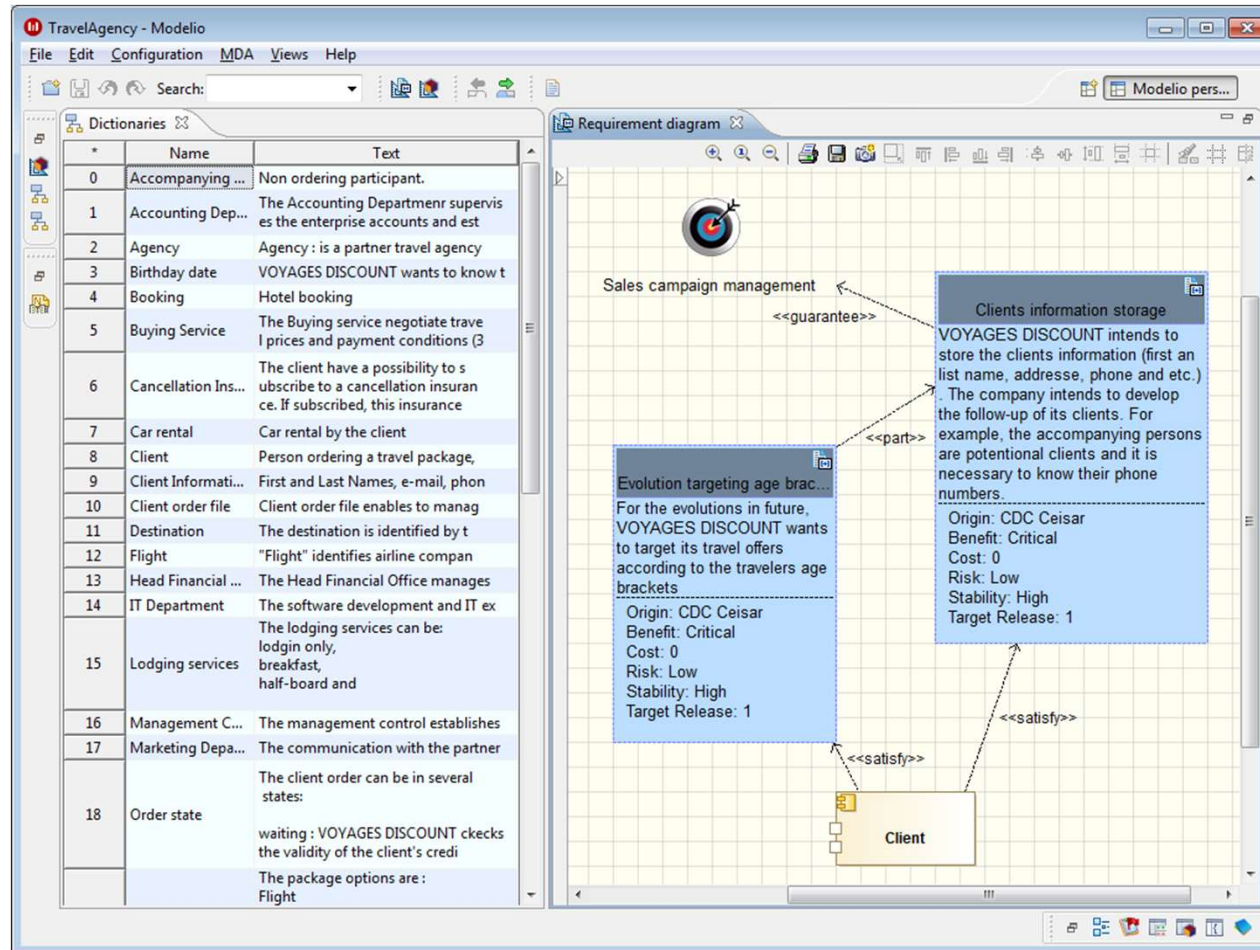 TravelAgency - Modelio
File Edit Configuration MDA Views Help
Search:
Modelio pers...
Dictionaries
* Name Text
0 Accompanying ... Non ordering participant.
1 Accounting Dep... The Accounting Departmenr supervis
es the enterprise accounts and est
2 Agency Agency : is a partner travel agency
3 Birthday date VOYAGES DISCOUNT wants to know t
4 Booking Hotel booking
5 Buying Service The Buying service negotiate trave
l prices and payment conditions (3
6 Cancellation Ins... The client have a possibility to s
ubscribe to a cancellation insuran
ce. If subscribed, this insurance
7 Car rental Car rental by the client
8 Client Person ordering a travel package,
9 Client Informati... First and Last Names, e-mail, phon
10 Client order file Client order file enables to manag
11 Destination The destination is identified by t
12 Flight "Flight" identifies airline compan
13 Head Financial ... The Head Financial Office manages
14 IT Department The software development and IT ex
15 Lodging services The lodging services can be:
lodgin only,
breakfast,
half-board and
16 Management C... The management control establishes
17 Marketing Depa... The communication with the partner
18 Order state The client order can be in several
states:
waiting : VOYAGES DISCOUNT ckecks
the validity of the client's credi
The package options are :
Flight
Requirement diagram
Sales campaign management
<<guarantee>>
Clients information storage
VOYAGES DISCOUNT intends to
store the clients information (first an
list name, addresse, phone and etc.)
. The company intends to develop
the follow-up of its clients. For
example, the accompanying persons
are potentional clients and it is
necessary to know their phone
numbers.
Origin: CDC Ceisar
Benefit: Critical
Cost: 0
Risk: Low
Stability: High
Target Release: 1
<<part>>
Evolution targeting age brac...
For the evolutions in future,
VOYAGES DISCOUNT wants
to target its travel offers
according to the travelers age
brackets
Origin: CDC Ceisar
Benefit: Critical
Cost: 0
Risk: Low
Stability: High
Target Release: 1
<<satisfy>>
<<satisfy>>
Client